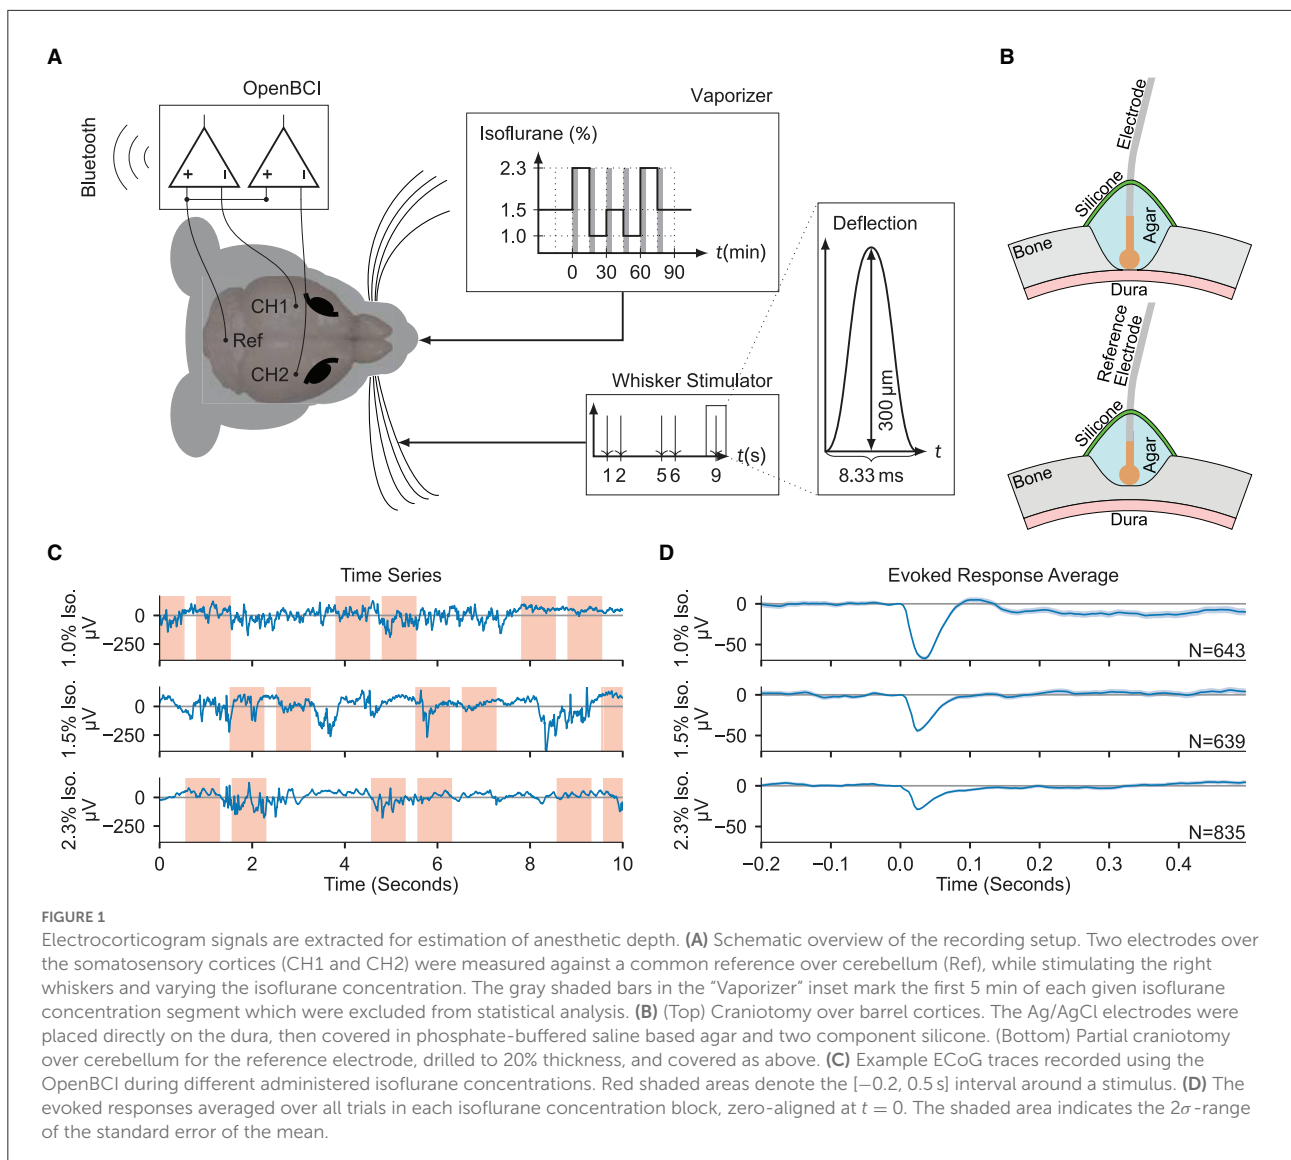 A
OpenBCI
Bluetooth
+
I
+
I
CH1
Ref
CH2
Vaporizer
Isoflurane (%)
2.3
1.5
1.0
t(min)
0 30 60 90
Whisker Stimulator
t(s)
1 2 5 6 9
Deflection
300 µm
t
8.33 ms
B
Electrode
Silicone
Agar
Bone
Dura
Reference
Electrode
Silicone
Agar
Bone
Dura
C
Time Series
1.0% Iso.
µV
0
−250
1.5% Iso.
µV
0
−250
2.3% Iso.
µV
0
−250
0 2 4 6 8 10
Time (Seconds)
D
Evoked Response Average
1.0% Iso.
µV
0
−50
N=643
1.5% Iso.
µV
0
−50
N=639
2.3% Iso.
µV
0
−50
N=835
−0.2 −0.1 0.0 0.1 0.2 0.3 0.4
Time (Seconds)
FIGURE 1
Electrocorticogram signals are extracted for estimation of anesthetic depth. (A) Schematic overview of the recording setup. Two electrodes over
the somatosensory cortices (CH1 and CH2) were measured against a common reference over cerebellum (Ref), while stimulating the right
whiskers and varying the isoflurane concentration. The gray shaded bars in the "Vaporizer" inset mark the first 5 min of each given isoflurane
concentration segment which were excluded from statistical analysis. (B) (Top) Craniotomy over barrel cortices. The Ag/AgCl electrodes were
placed directly on the dura, then covered in phosphate-buffered saline based agar and two component silicone. (Bottom) Partial craniotomy
over cerebellum for the reference electrode, drilled to 20% thickness, and covered as above. (C) Example ECoG traces recorded using the
OpenBCI during different administered isoflurane concentrations. Red shaded areas denote the [−0.2, 0.5 s] interval around a stimulus. (D) The
evoked responses averaged over all trials in each isoflurane concentration block, zero-aligned at t = 0. The shaded area indicates the 2σ-range
of the standard error of the mean.